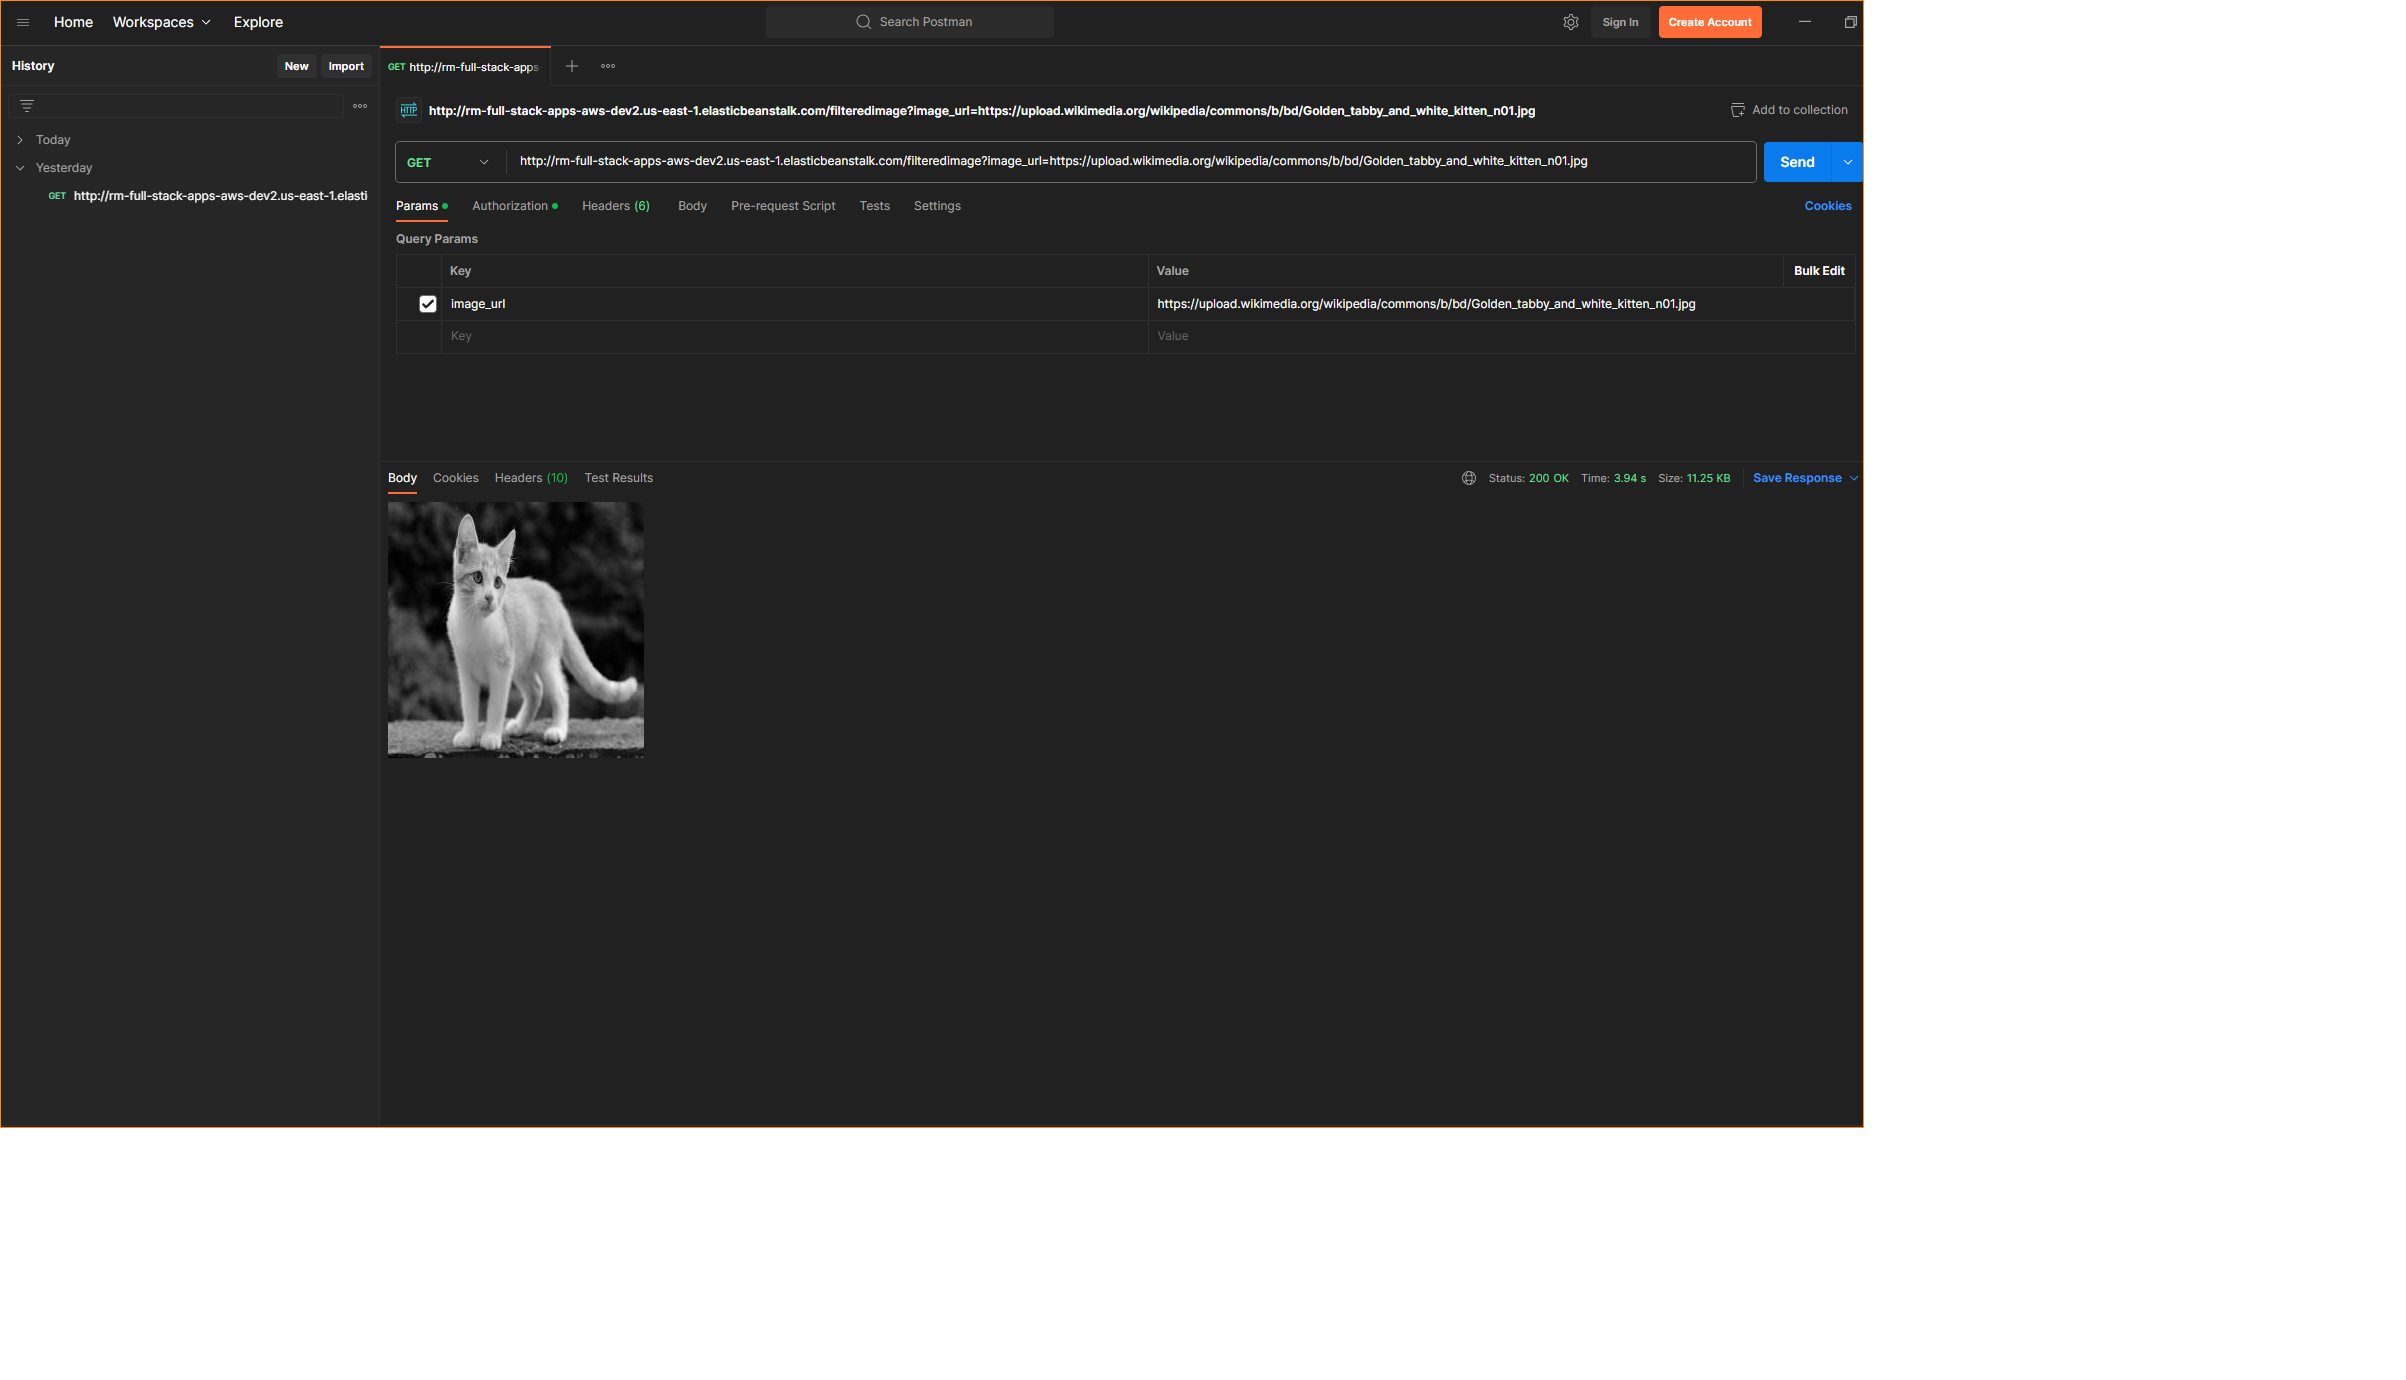 Home Workspaces Explore Search Postman Sign In Create Account
History New Import
GET http://rm-full-stack-apps-
http://rm-full-stack-apps-aws-dev2.us-east-1.elasticbeanstalk.com/filteredimage?image_url=https://upload.wikimedia.org/wikipedia/commons/b/bd/Golden_tabby_and_white_kitten_n01.jpg Add to collection
Today
Yesterday
GET http://rm-full-stack-apps-aws-dev2.us-east-1.elasti
HTTP
GET http://rm-full-stack-apps-aws-dev2.us-east-1.elasticbeanstalk.com/filteredimage?image_url=https://upload.wikimedia.org/wikipedia/commons/b/bd/Golden_tabby_and_white_kitten_n01.jpg Send
Params Authorization Headers (6) Body Pre-request Script Tests Settings Cookies
Query Params
Key Value Bulk Edit
image_url https://upload.wikimedia.org/wikipedia/commons/b/bd/Golden_tabby_and_white_kitten_n01.jpg
Key Value
Body Cookies Headers (10) Test Results Status: 200 OK Time: 3.94 s Size: 11.25 KB Save Response